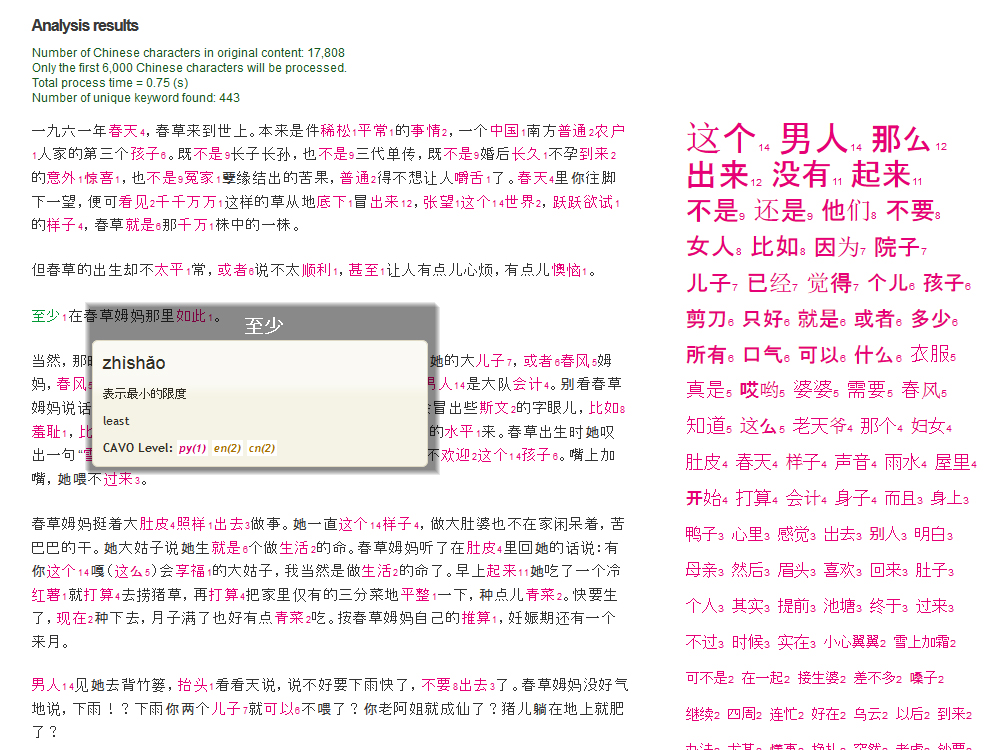 Analysis results
Number of Chinese characters in original content: 17,808
Only the first 6,000 Chinese characters will be processed.
Total process time = 0.75 (s)
Number of unique keyword found: 443
一九六一年春天4，春草来到世上。本来是件稀松1平常1的事情2，一个中国1南方普通2农户
1人家的第三个孩子6。既不是9长子长孙，也不是9三代单传，既不是9婚后长久1不孕到来2
的意外1惊喜1，也不是9冤家1孽缘结出的苦果，普通2得不想让人嚼舌1了。春天4里你往脚
下一望，便可看见2千千万万1这样的草从地底下1冒出来12，张望1这个14世界2，跃跃欲试1
的样子4，春草就是6那千万1株中的一株。
但春草的出生却不太平1常，或者6说不太顺利1，甚至1让人有点儿心烦，有点儿懊恼1。
至少1在春草姆妈那里如此1。
至少
zhìshǎo
表示最小的限度
least
CAVO Level: py(1) en(2) cn(2)
当然，那
她的大儿子7，或者6春风5姆
妈，春风5
男人14是大队会计4。别看春草
姆妈说话
冒出些斯文2的字眼儿，比如8
羞耻1，比
的水平1来。春草出生时她叹
出一句“
不欢迎2这个14孩子6。嘴上加
嘴，她喂不过来3。
春草姆妈挺着大肚皮4照样1出去3做事。她一直这个14样子4，做大肚婆也不在家闲呆着，苦
巴巴的干。她大姑子说她生就是6个做生活2的命。春草姆妈听了在肚皮4里回她的话说：有
你这个14嘎（这么5）会享福1的大姑子，我当然是做生活2的命了。早上起来11她吃了一个冷
红薯1就打算4去捞猪草，再打算4把家里仅有的三分菜地平整1一下，种点儿青菜2。快要生
了，现在2种下去，月子满了也好有点青菜2吃。按春草姆妈自己的推算1，妊娠期还有一个
来月。
男人14见她去背竹篓，抬头1看看天说，说不好要下雨快了，不要8出去3了。春草姆妈没好气
地说，下雨！？下雨你两个儿子7就可以6不喂了？你老阿姐就成仙了？猪儿躺在地上就肥
了？
这个14 男人14 那么12
出来12 没有11 起来11
不是9 还是9 他们8 不要8
女人8 比如8 因为7 院子7
儿子7 已经7 觉得7 个儿6 孩子6
剪刀6 只好6 就是6 或者6 多少6
所有6 口气6 可以6 什么6 衣服5
真是5 哎哟5 婆婆5 需要5 春风5
知道5 这么5 老天爷4 那个4 妇女4
肚皮4 春天4 样子4 声音4 雨水4 屋里4
开始4 打算4 会计4 身子4 而且3 身上3
鸭子3 心里3 感觉3 出去3 别人3 明白3
母亲3 然后3 眉头3 喜欢3 回来3 肚子3
个人3 其实3 提前3 池塘3 终于3 过来3
不过3 时候3 实在3 小心翼翼2 雪上加霜2
可不是2 在一起2 接生婆2 差不多2 嗓子2
继续2 四周2 连忙2 好在2 乌云2 以后2 到来2